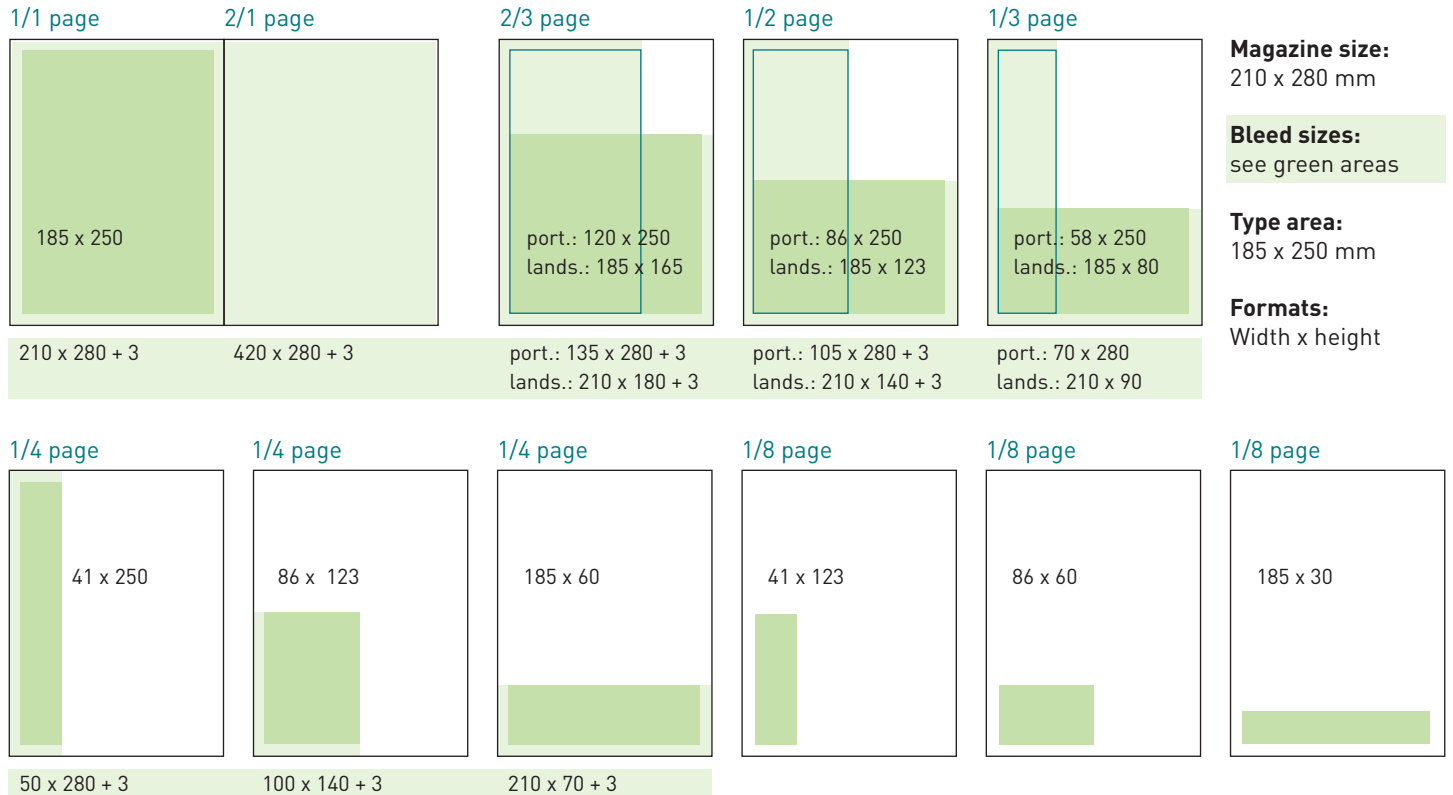 1/1 page
2/1 page
2/3 page
1/2 page
1/3 page
185 x 250
port.: 120 x 250
lands.: 185 x 165
port.: 86 x 250
lands.: 185 x 123
port.: 58 x 250
lands.: 185 x 80
210 x 280 + 3
420 x 280 + 3
port.: 135 x 280 + 3
lands.: 210 x 180 + 3
port.: 105 x 280 + 3
lands.: 210 x 140 + 3
port.: 70 x 280
lands.: 210 x 90
Magazine size:
210 x 280 mm
Bleed sizes:
see green areas
Type area:
185 x 250 mm
Formats:
Width x height
1/4 page
1/4 page
1/4 page
1/8 page
1/8 page
1/8 page
41 x 250
86 x  123
185 x 60
41 x 123
86 x 60
185 x 30
50 x 280 + 3
100 x 140 + 3
210 x 70 + 3